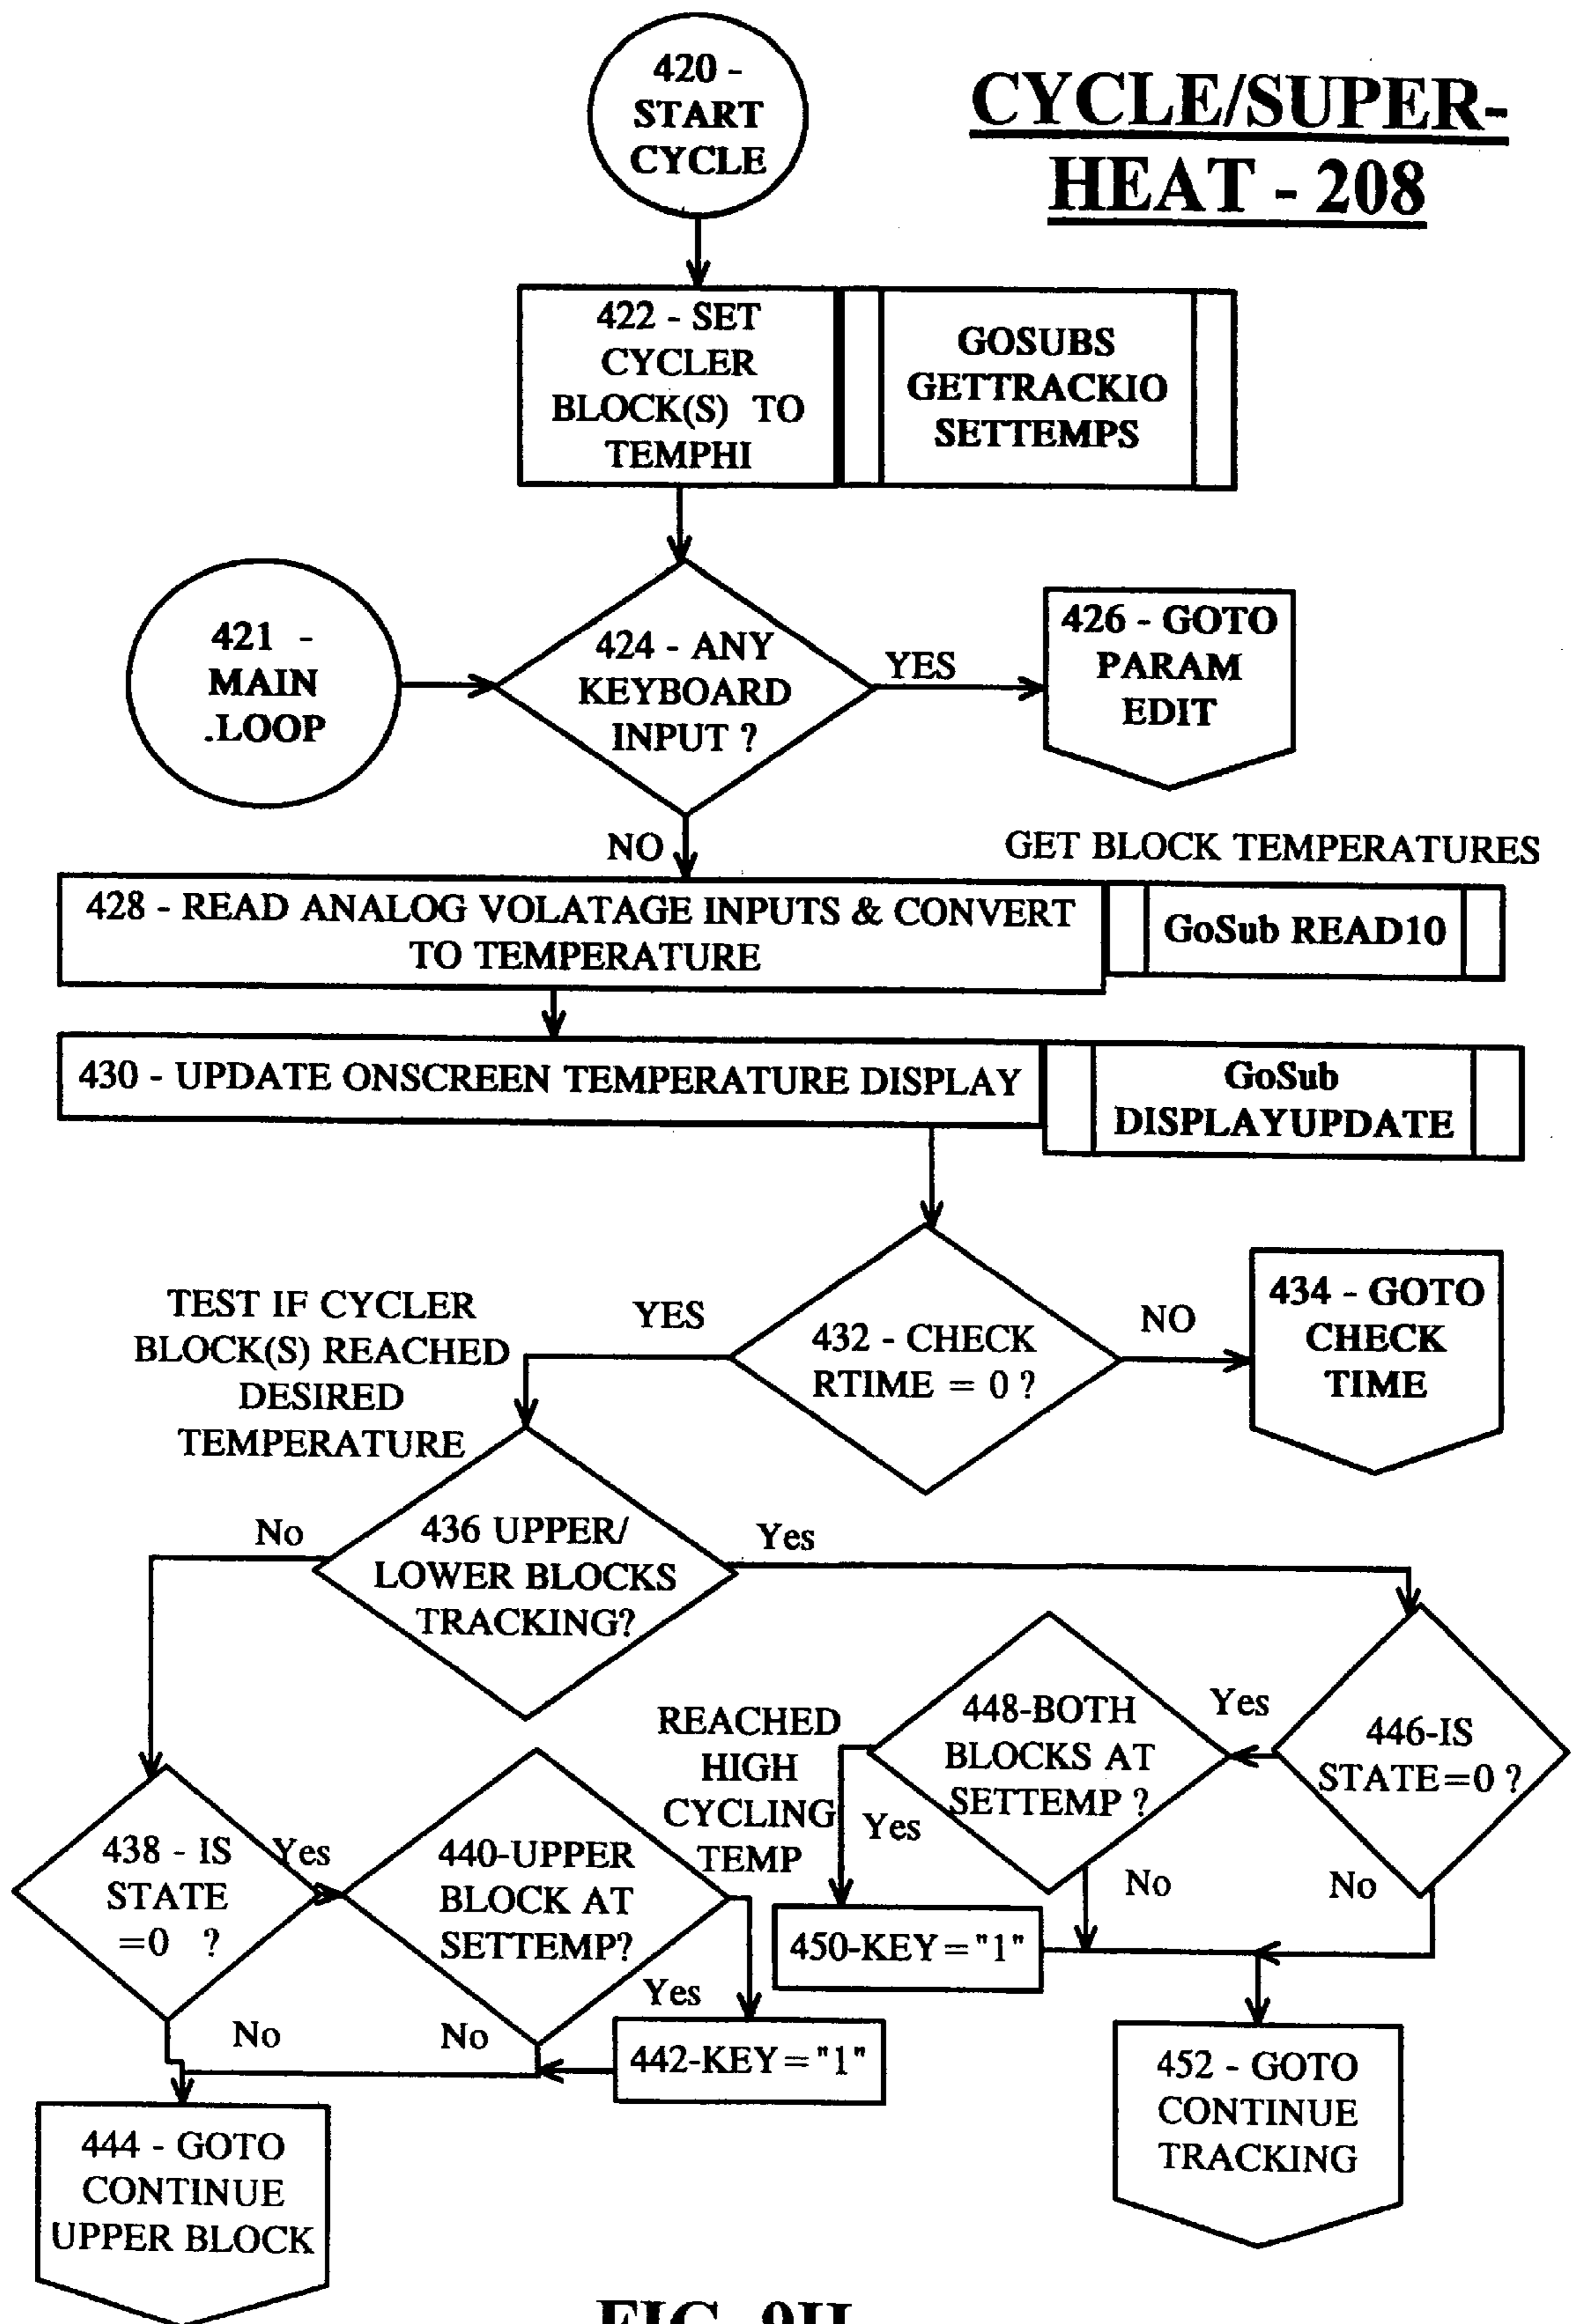 420 -
START
CYCLE
CYCLE/SUPER-
HEAT - 208
422 - SET
CYCLER
BLOCK(S) TO
TEMPHI
GOSUBS
GETTRACKIO
SETTEMPS
421 -
MAIN
.LOOP
424 - ANY
KEYBOARD
INPUT ?
YES
426 - GOTO
PARAM
EDIT
NO
GET BLOCK TEMPERATURES
428 - READ ANALOG VOLATAGE INPUTS & CONVERT
TO TEMPERATURE
GoSub READ10
430 - UPDATE ONSCREEN TEMPERATURE DISPLAY
GoSub
DISPLAYUPDATE
TEST IF CYCLER
BLOCK(S) REACHED
DESIRED
TEMPERATURE
YES
432 - CHECK
RTIME = 0 ?
NO
434 - GOTO
CHECK
TIME
No
436 UPPER/
LOWER BLOCKS
TRACKING?
Yes
REACHED
HIGH
CYCLING
TEMP
448-BOTH
BLOCKS AT
SETTEMP ?
Yes
446-IS
STATE=0 ?
438 - IS
STATE
=0 ?
Yes
440-UPPER
BLOCK AT
SETTEMP?
Yes
No
No
450-KEY="1"
Yes
No
No
442-KEY="1"
444 - GOTO
CONTINUE
UPPER BLOCK
452 - GOTO
CONTINUE
TRACKING